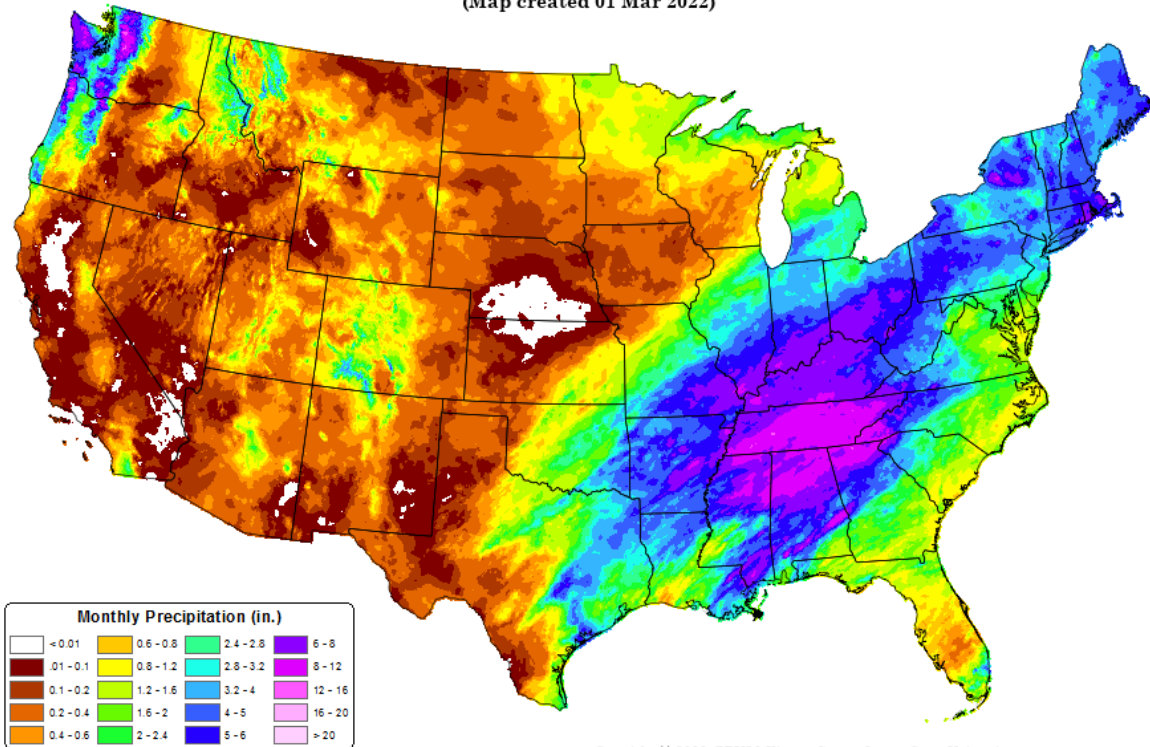 (Map created 01 Mar 2022)
Monthly Precipitation (in.)
<0.01
.01 - 0.1
0.1 - 0.2
0.2 - 0.4
0.4 - 0.6
0.6 - 0.8
0.8 - 1.2
1.2 - 1.6
1.6 - 2
2 - 2.4
2.4 - 2.8
2.8 - 3.2
3.2 - 4
4 - 5
5 - 6
6 - 8
8 - 12
12 - 16
16 - 20
> 20